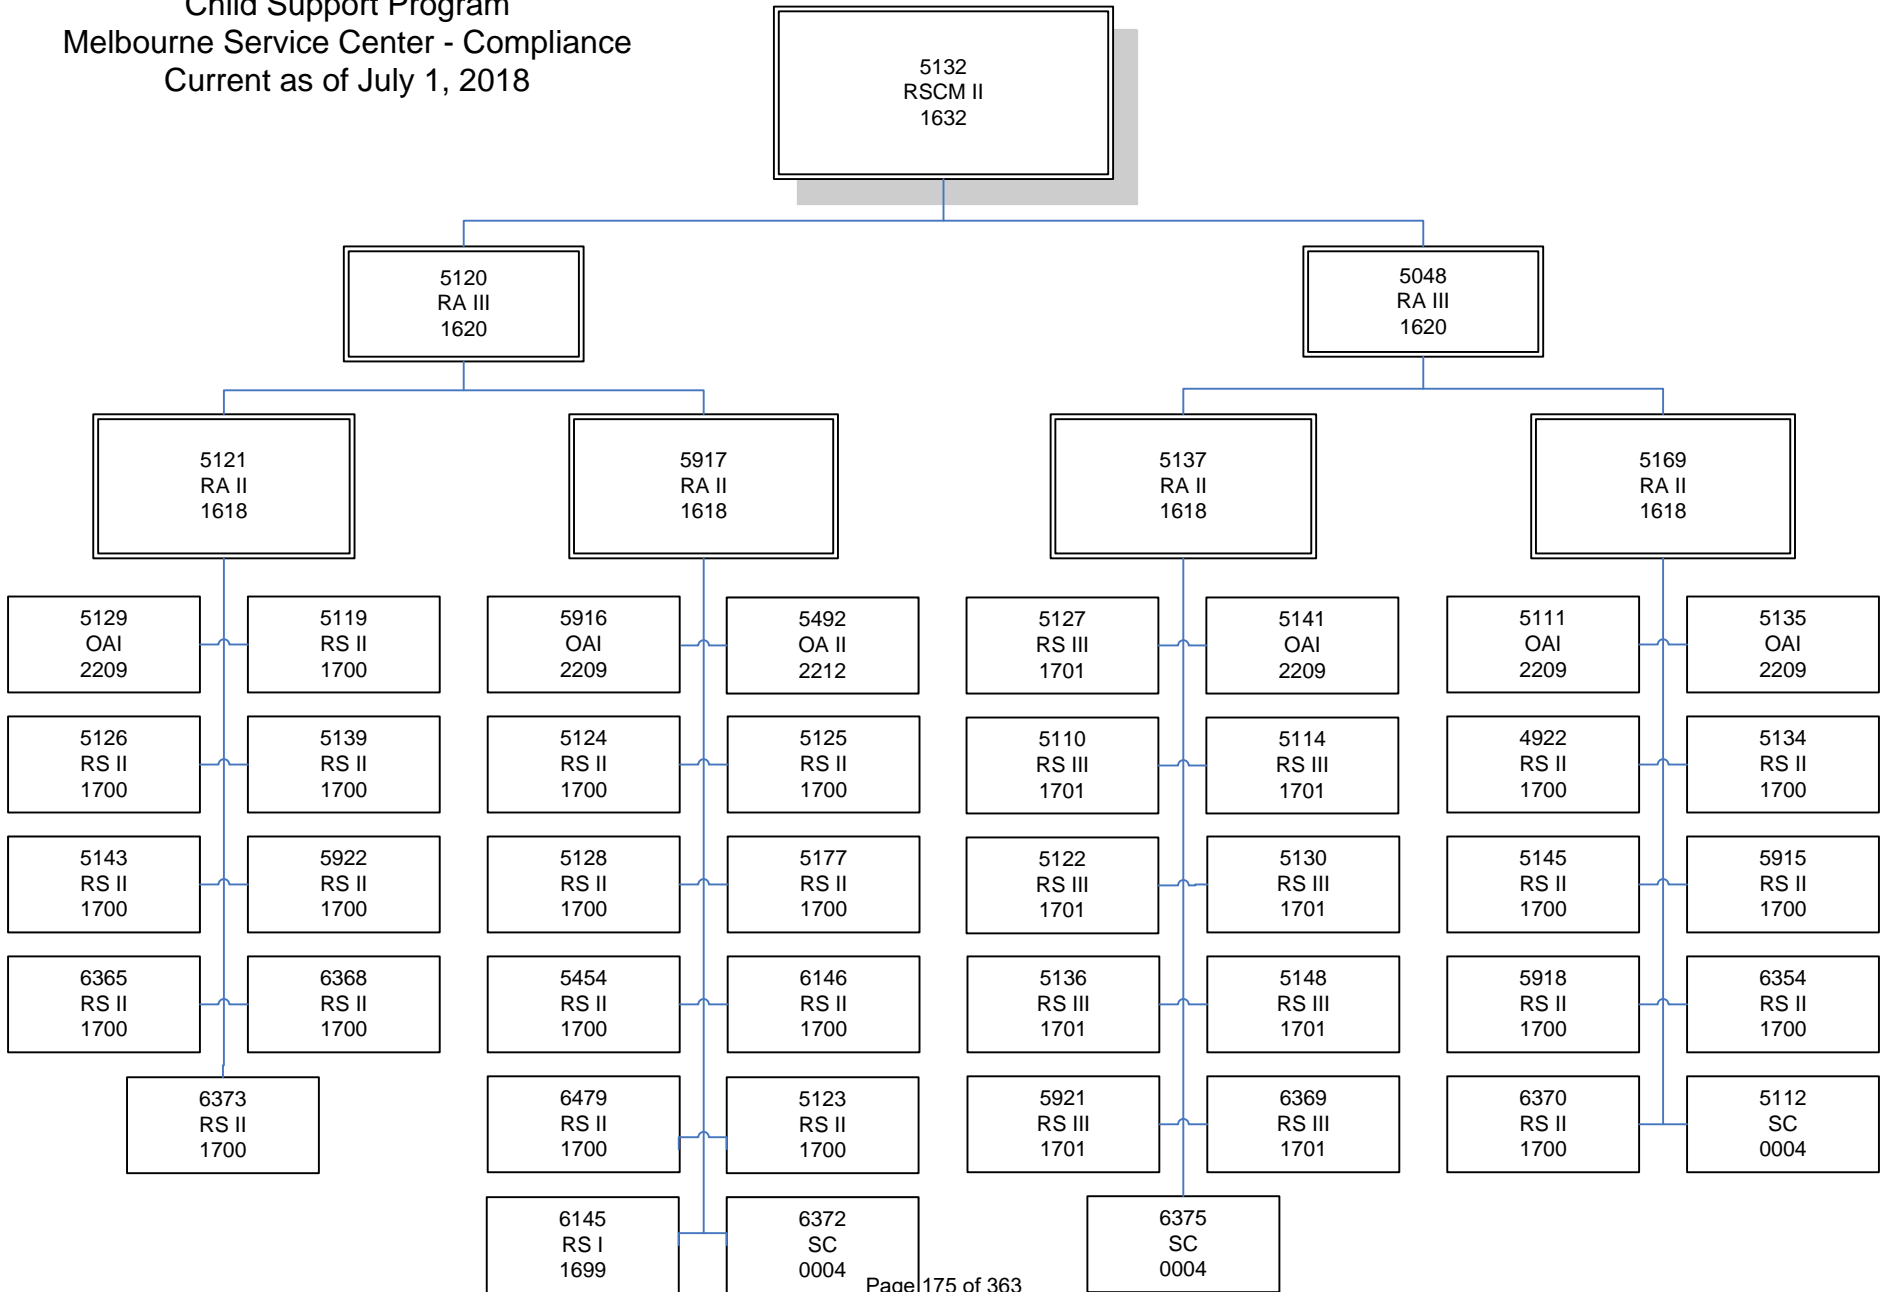 Child Support Program
Melbourne Service Center - Compliance
Current as of July 1, 2018
5132
RSCM II
1632
5120
RA III
1620
5048
RA III
1620
5121
RA II
1618
5917
RA II
1618
5137
RA II
1618
5169
RA II
1618
5129
OAI
2209
5119
RS II
1700
5916
OAI
2209
5492
OA II
2212
5127
RS III
1701
5141
OAI
2209
5111
OAI
2209
5135
OAI
2209
5126
RS II
1700
5139
RS II
1700
5124
RS II
1700
5125
RS II
1700
5110
RS III
1701
5114
RS III
1701
4922
RS II
1700
5134
RS II
1700
5143
RS II
1700
5922
RS II
1700
5128
RS II
1700
5177
RS II
1700
5122
RS III
1701
5130
RS III
1701
5145
RS II
1700
5915
RS II
1700
6365
RS II
1700
6368
RS II
1700
5454
RS II
1700
6146
RS II
1700
5136
RS III
1701
5148
RS III
1701
5918
RS II
1700
6354
RS II
1700
6373
RS II
1700
6479
RS II
1700
5123
RS II
1700
5921
RS III
1701
6369
RS III
1701
6370
RS II
1700
5112
SC
0004
6145
RS I
1699
6372
SC
0004
6375
SC
0004
Page 175 of 363